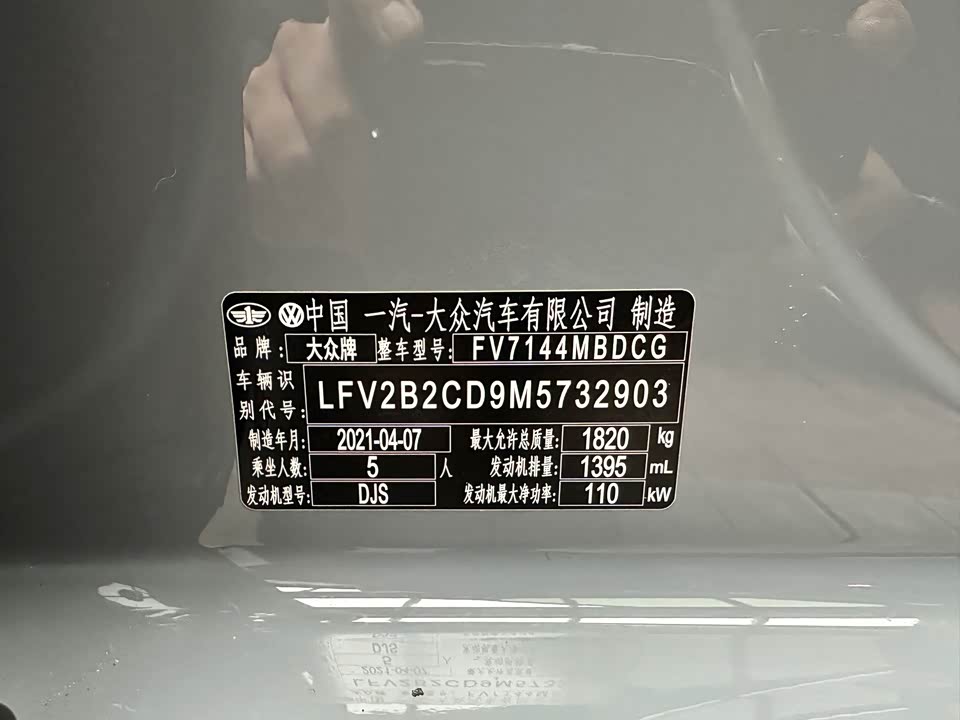 中国 一汽-大众汽车有限公司 制造
品牌: 大众牌 整车型号: FV7144MBDCG
车辆识别代号: LFV2B2CD9M5732903
制造年月: 2021-04-07 最大允许总质量: 1820 kg
乘坐人数: 5 人 发动机排量: 1395 mL
发动机型号: DJS 发动机最大净功率: 110 kW